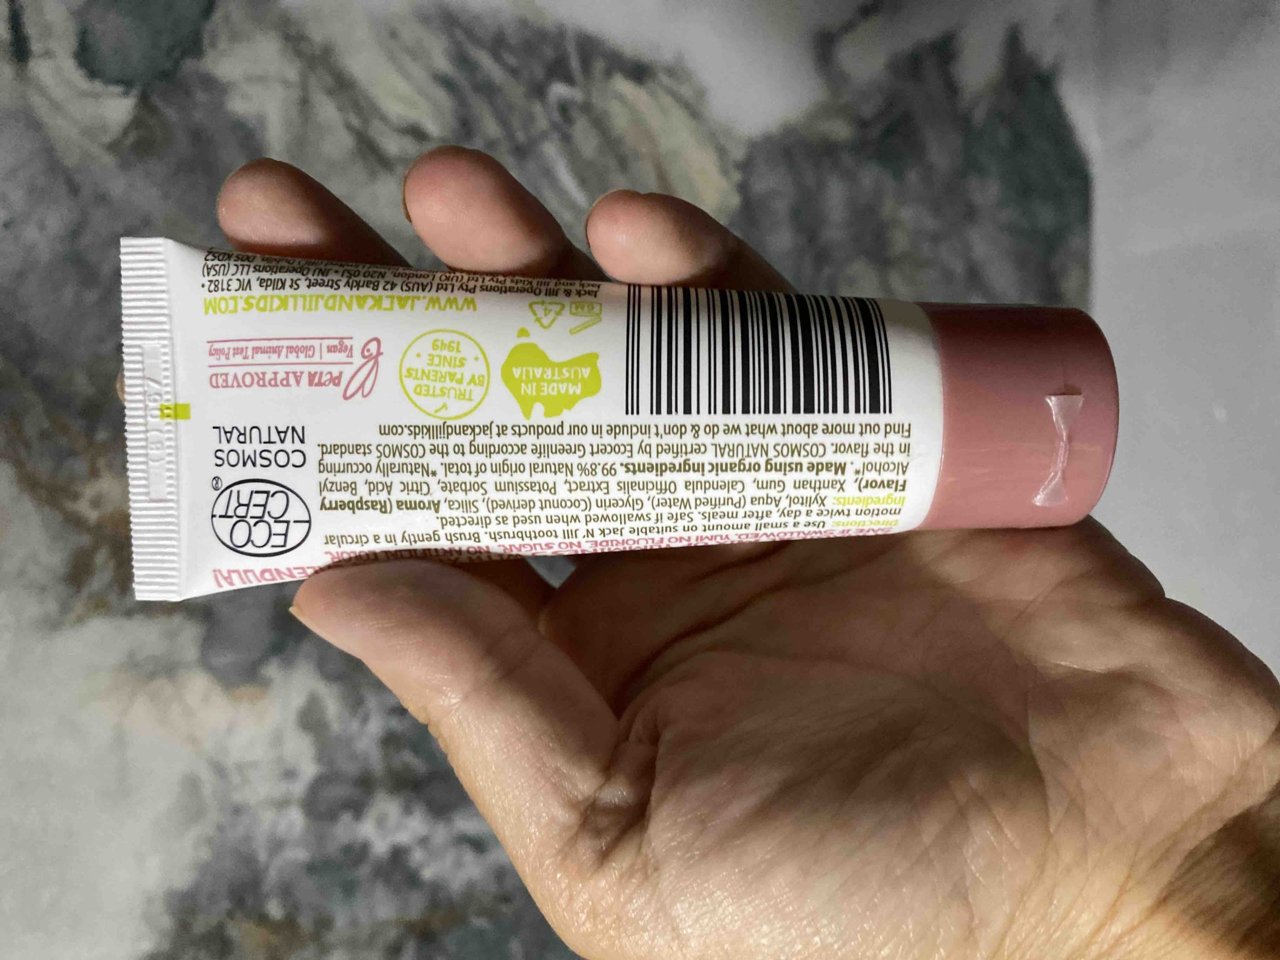 CALENDULA!
NO SUGAR.
SAFE IF SWALLOWED. YUM! NO FLUORIDE
Directions: Use a small amount on suitable Jack N' Jill toothbrush. Brush gently in a circular
motion twice a day, after meals. Safe if swallowed when used as directed.
Ingredients: Xylitol, Aqua (Purified Water), Glycerin (Coconut derived), Silica, Aroma (Raspberry
Flavor), Xanthan Gum, Calendula Officinalis Extract, Potassium Sorbate, Citric Acid, Benzyl
Alcohol*. Made using organic ingredients. 99.8% Natural origin of total. *Naturally occurring
in the flavor. COSMOS NATURAL certified by Ecocert Greenlife according to the COSMOS standard.
Find out more about what we do & don't include in our products at jackandjillkids.com
ECO
CERT®
COSMOS
NATURAL
MADE IN
AUSTRALIA
TRUSTED
BY PARENTS
SINCE
1949
PETA APPROVED
Vegan | Global Animal Test Policy
6M
4
WWW.JACKANDJILLKIDS.COM
Jack & Jill Operations Pty Ltd (AUS) 42 Barkly Street, St Kilda, VIC 3182 •
Jack and Jill Kids Pty Ltd (UK) London, N20 0SJ • JNJ Operations LLC (USA)